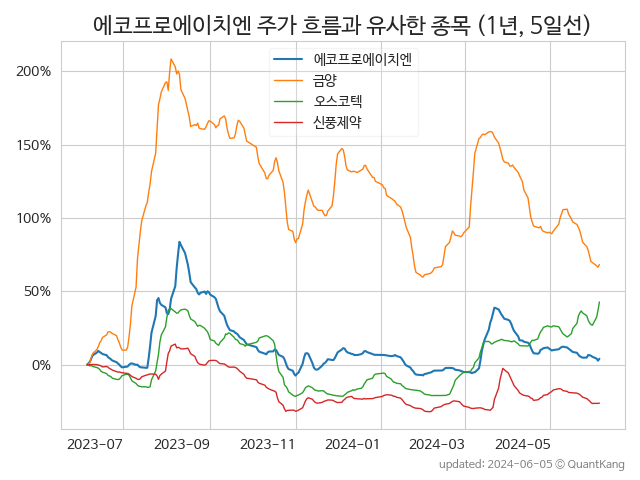 에코프로에이치엔 주가 흐름과 유사한 종목 (1년, 5일선)
에코프로에이치엔
금양
오스코텍
신풍제약
200%
150%
100%
50%
0%
2023-07 2023-09 2023-11 2024-01 2024-03 2024-05
updated: 2024-06-05 © QuantKang